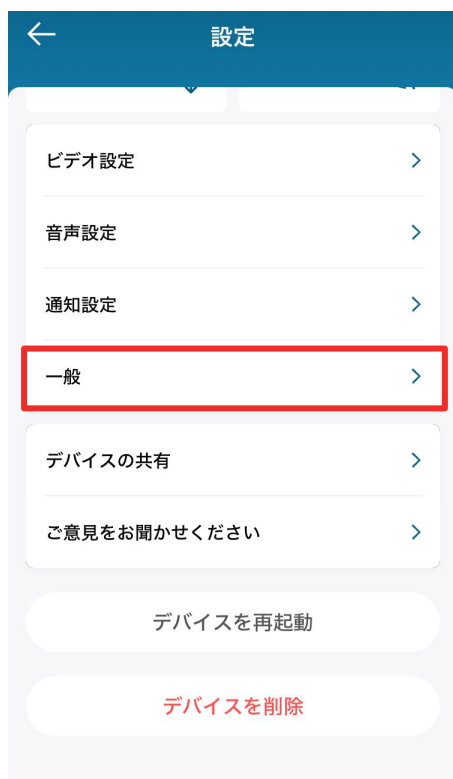 設定
ビデオ設定
音声設定
通知設定
一般
デバイスの共有
ご意見をお聞かせください
デバイスを再起動
デバイスを削除